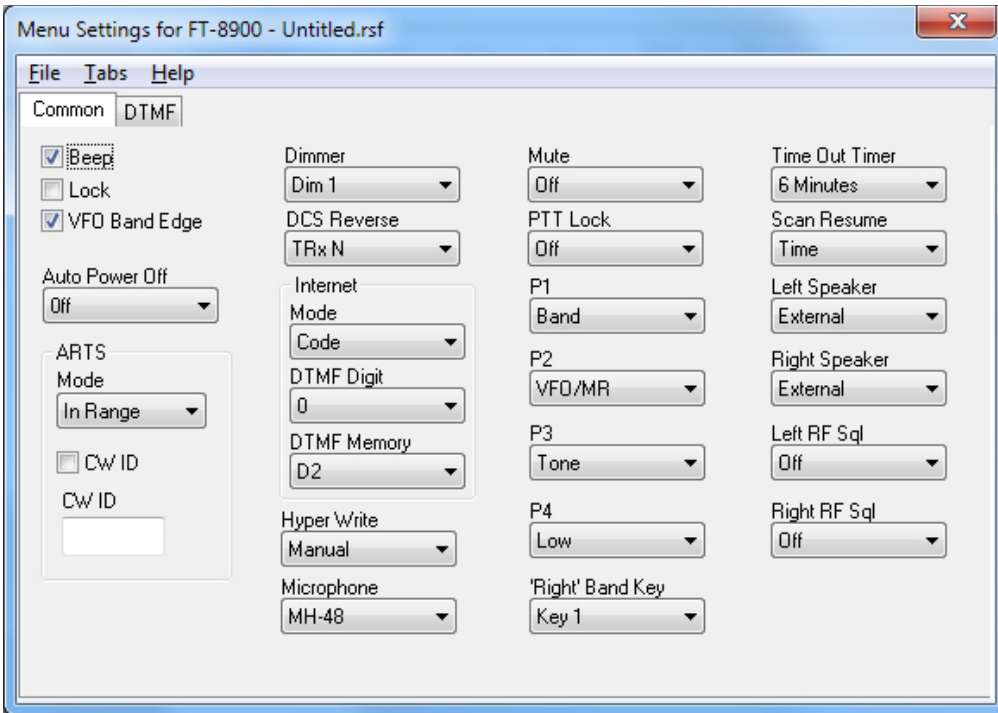 Menu Settings for FT-8900 - Untitled.rsf
File Tabs Help
Common DTMF
Beep
Lock
VFO Band Edge
Auto Power Off
Off
ARTS
Mode
In Range
CW ID
CW ID
Dimmer
Dim 1
DCS Reverse
TRx N
Internet
Mode
Code
DTMF Digit
0
DTMF Memory
D2
Hyper Write
Manual
Microphone
MH-48
Mute
Off
PTT Lock
Off
P1
Band
P2
VFO/MR
P3
Tone
P4
Low
'Right' Band Key
Key 1
Time Out Timer
6 Minutes
Scan Resume
Time
Left Speaker
External
Right Speaker
External
Left RF Sql
Off
Right RF Sql
Off